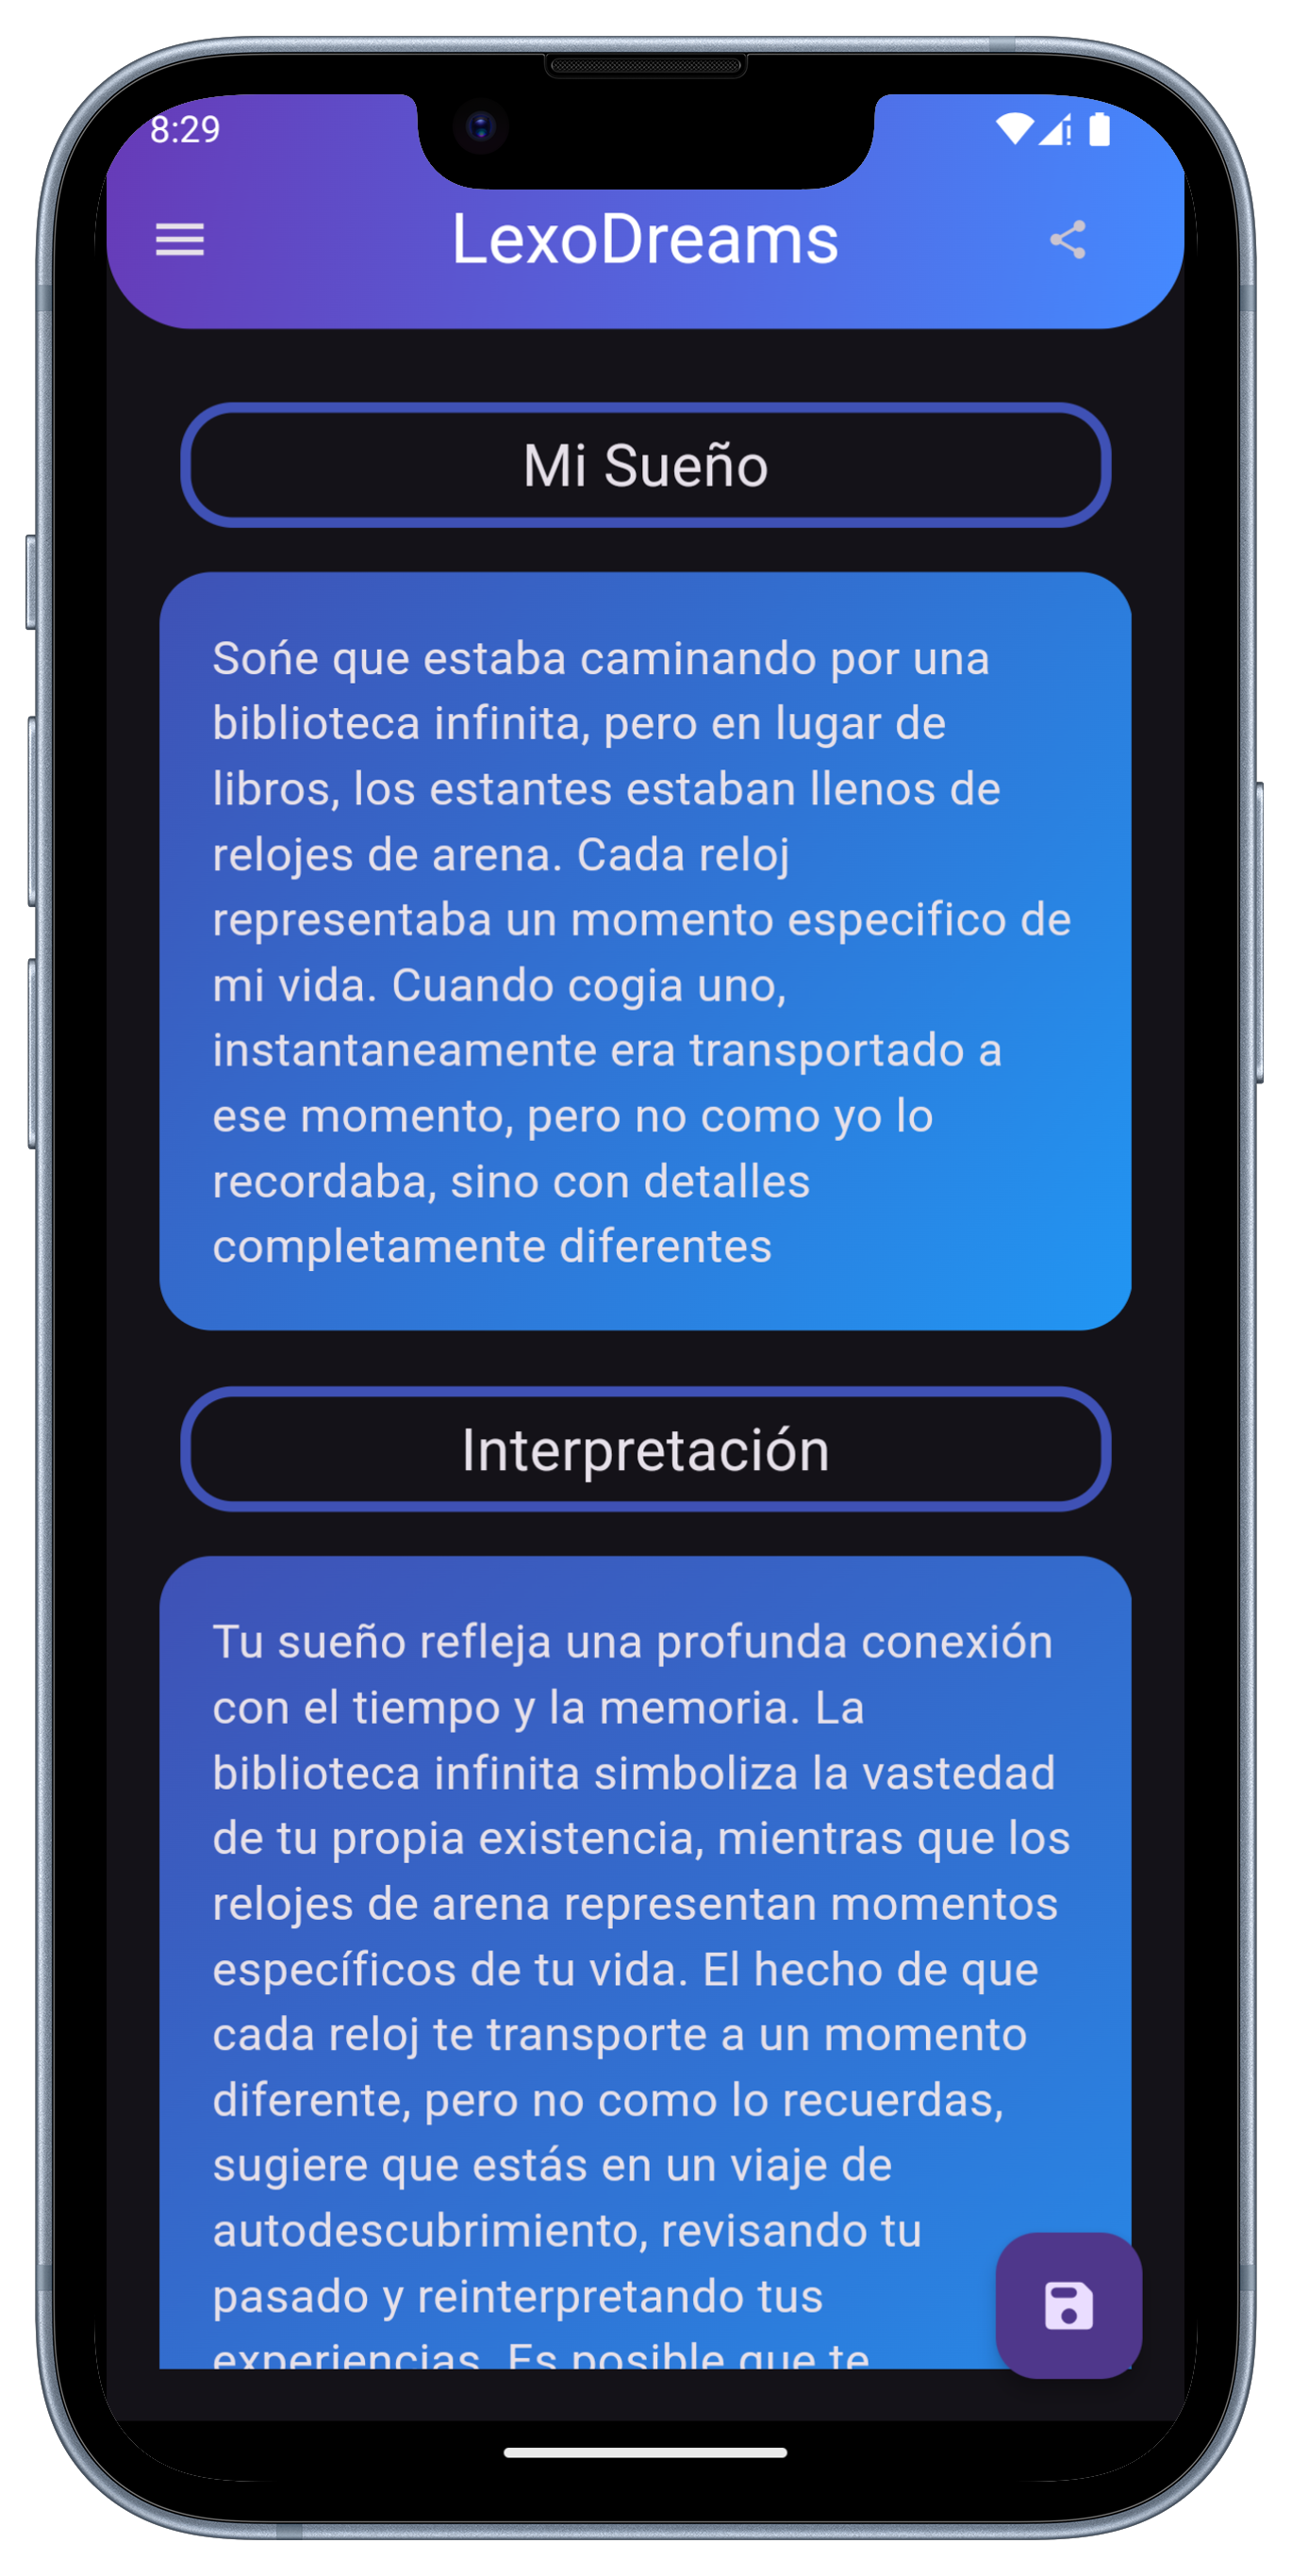 8:29
LexoDreams
Mi Sueño
Sońe que estaba caminando por una
biblioteca infinita, pero en lugar de
libros, los estantes estaban llenos de
relojes de arena. Cada reloj
representaba un momento especifico de
mi vida. Cuando cogia uno,
instantaneamente era transportado a
ese momento, pero no como yo lo
recordaba, sino con detalles
completamente diferentes
Interpretación
Tu sueño refleja una profunda conexión
con el tiempo y la memoria. La
biblioteca infinita simboliza la vastedad
de tu propia existencia, mientras que los
relojes de arena representan momentos
específicos de tu vida. El hecho de que
cada reloj te transporte a un momento
diferente, pero no como lo recuerdas,
sugiere que estás en un viaje de
autodescubrimiento, revisando tu
pasado y reinterpretando tus
experiencias. Es posible que te